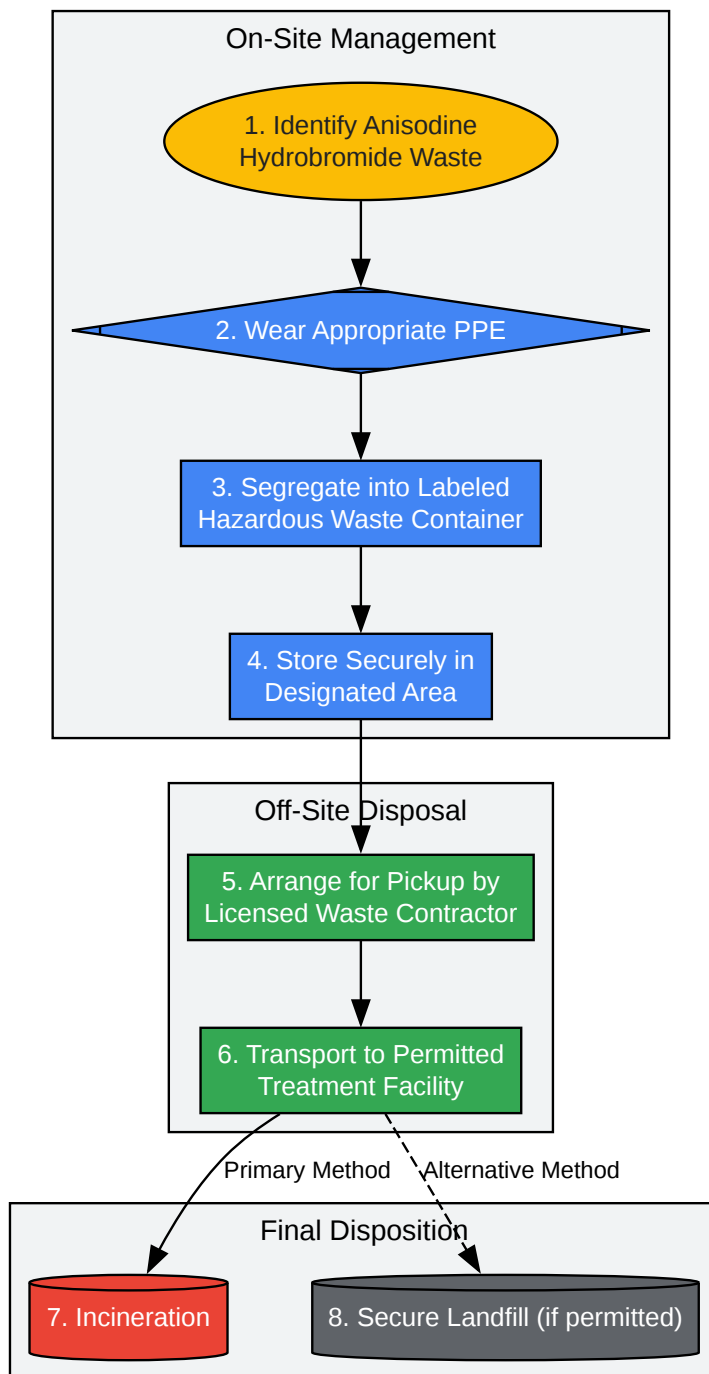 On-Site Management
1. Identify Anisodine
Hydrobromide Waste
2. Wear Appropriate PPE
3. Segregate into Labeled
Hazardous Waste Container
4. Store Securely in
Designated Area
Off-Site Disposal
5. Arrange for Pickup by
Licensed Waste Contractor
6. Transport to Permitted
Treatment Facility
Primary Method
Alternative Method
Final Disposition
7. Incineration
8. Secure Landfill (if permitted)